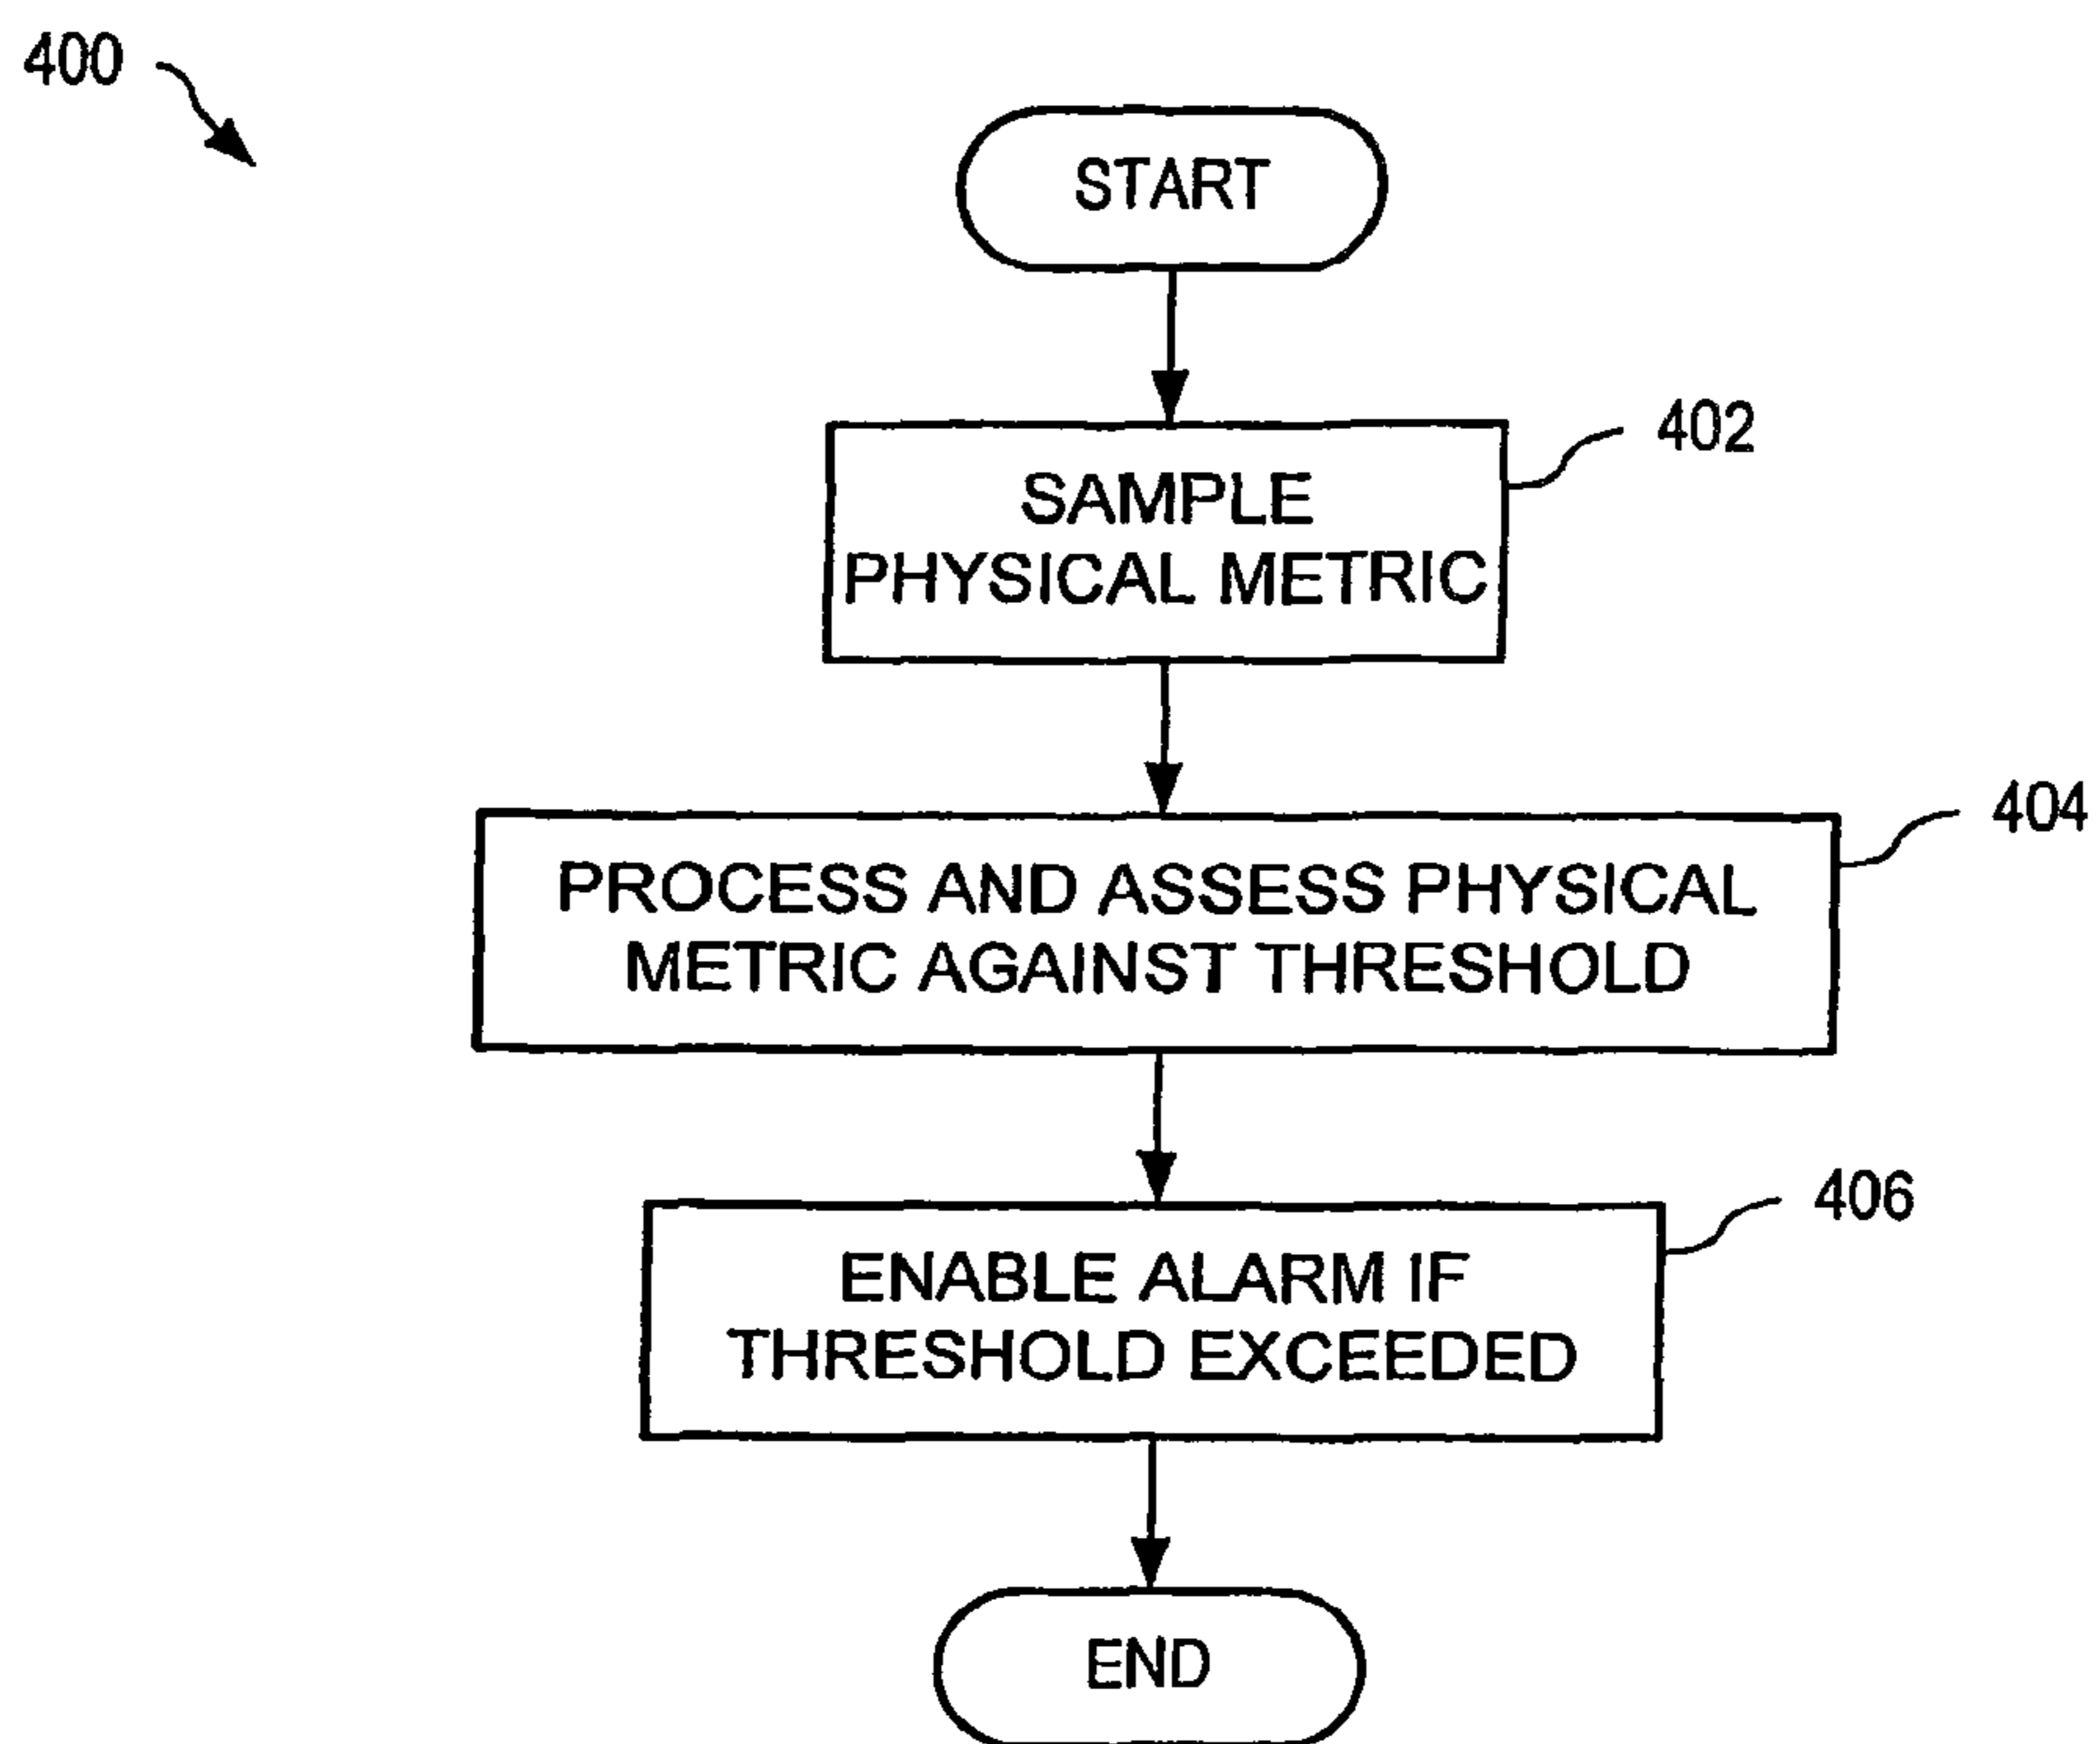 400
START
402
SAMPLE
PHYSICAL METRIC
404
PROCESS AND ASSESS PHYSICAL
METRIC AGAINST THRESHOLD
406
ENABLE ALARM IF
THRESHOLD EXCEEDED
END